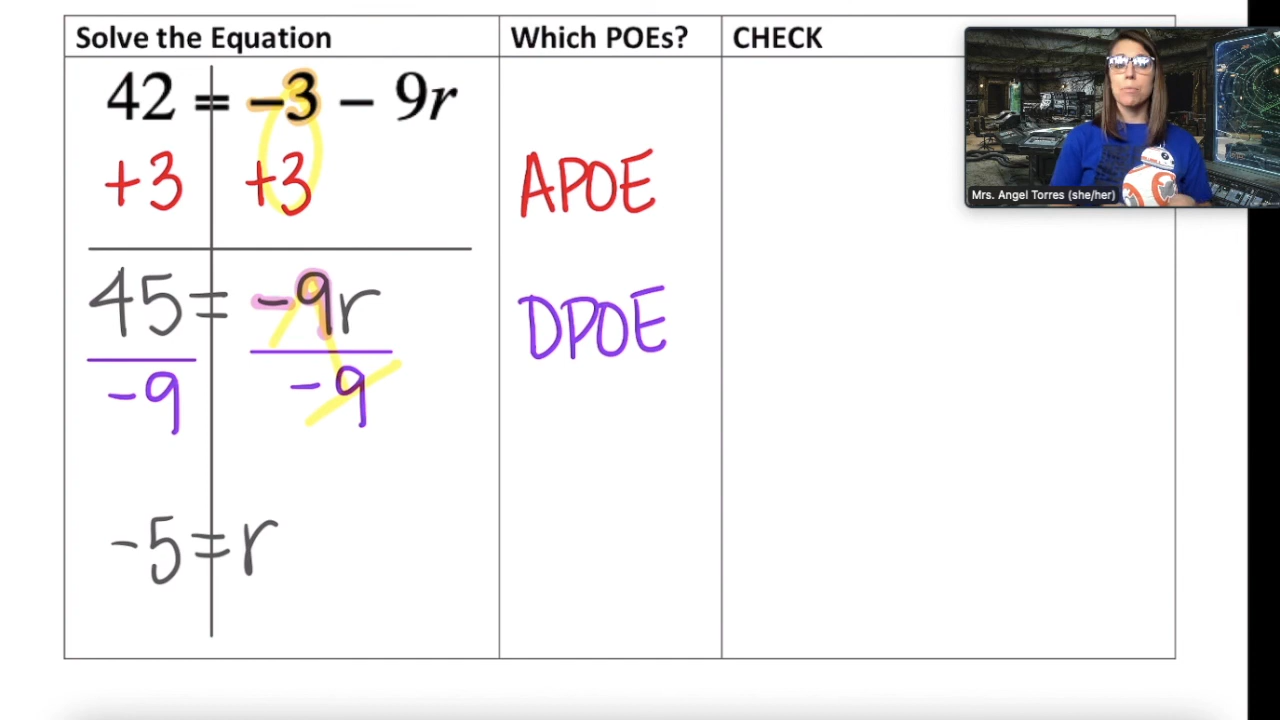 Solve the Equation Which POEs? CHECK
42 = −3 − 9r
+3 +3 APOE
45 = −9r DPOE
-9 -9
-5 = r
Mrs. Angel Torres (she/her)